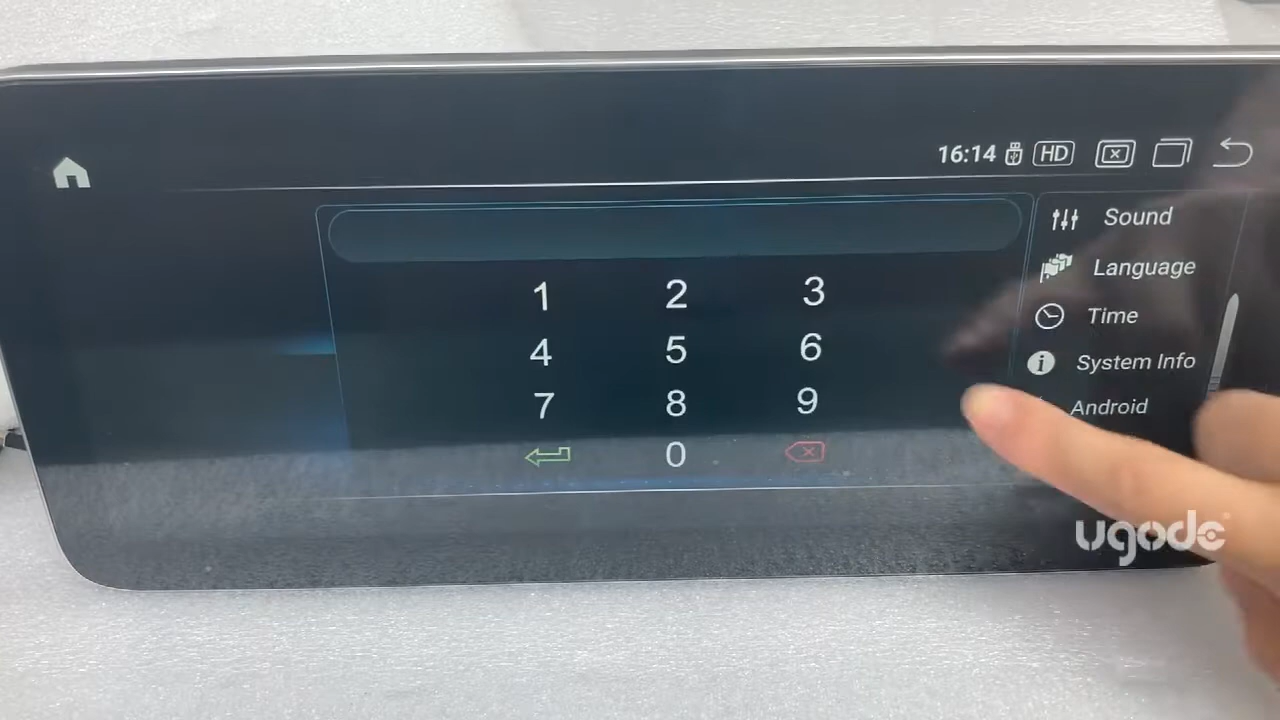 16:14 HD
Sound
Language
Time
System Info
Android
1 2 3
4 5 6
7 8 9
0
ugode